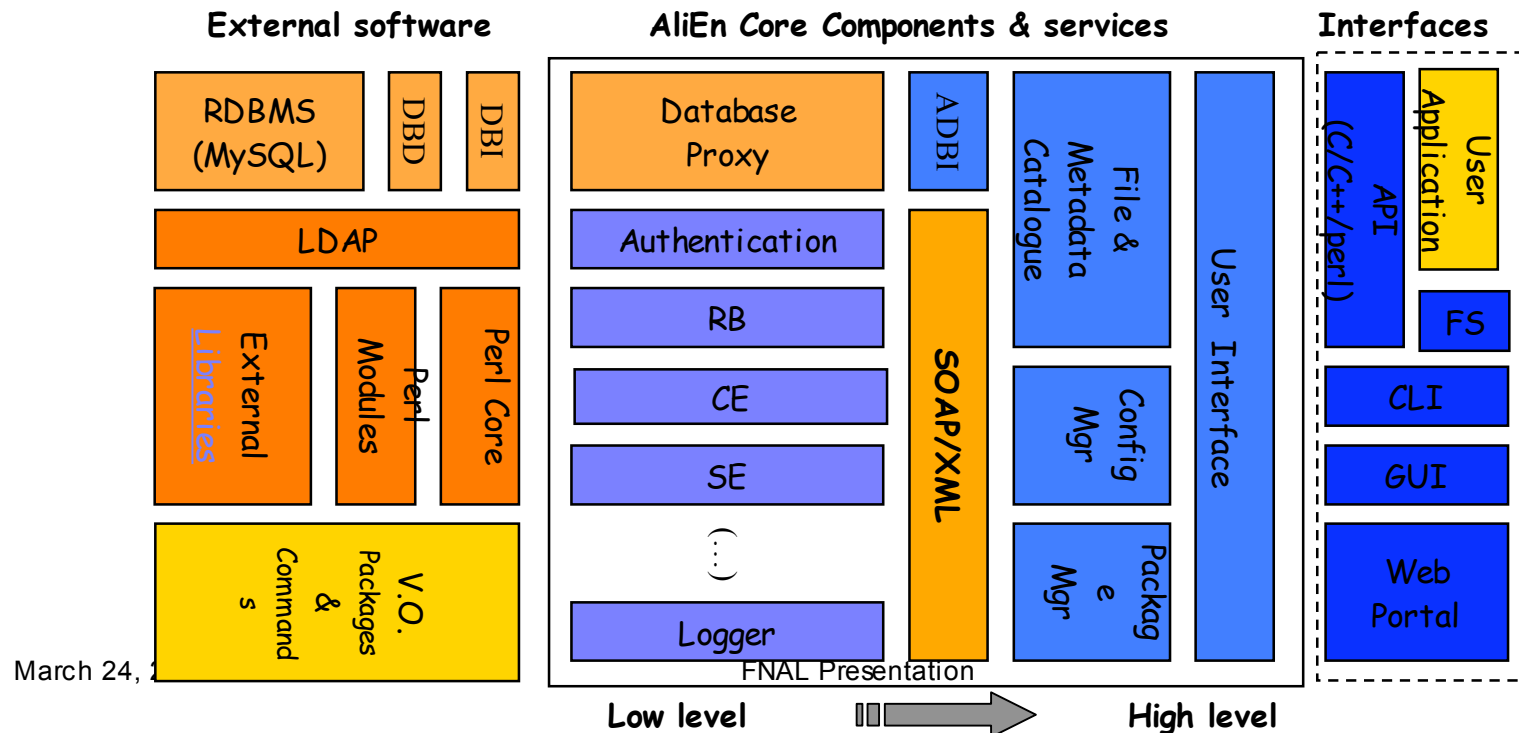 External software
AliEn Core Components & services
Interfaces
RDBMS
(MySQL)
DBD
DBI
LDAP
External
Libraries
Perl
Modules
Perl Core
V.O.
Packages
&
Command
s
Database
Proxy
Authentication
RB
CE
SE
(...)
Logger
ADBI
SOAP/XML
File &
Metadata
Catalogue
Config
Mgr
Packag
e
Mgr
User Interface
API
(C/C++/perl)
User
Application
FS
CLI
GUI
Web
Portal
March 24,
FNAL Presentation
Low level
High level